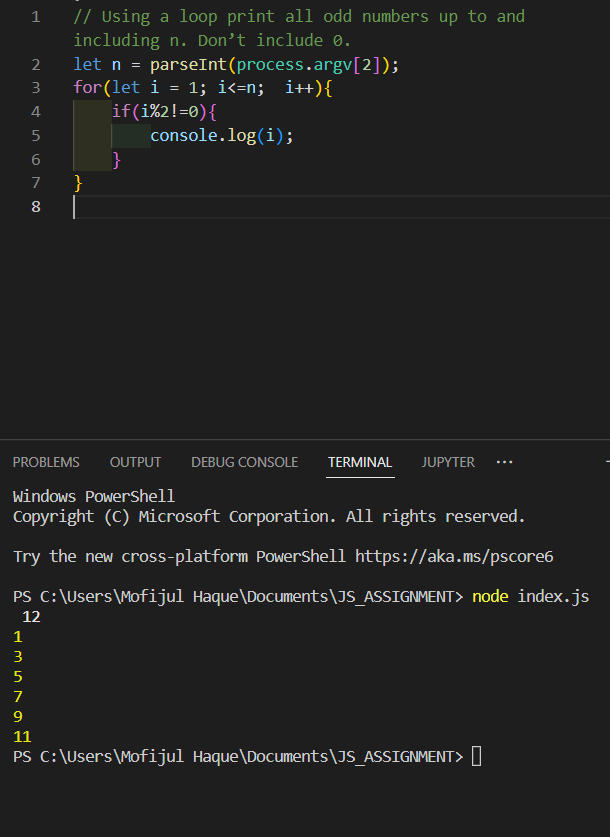 1 // Using a loop print all odd numbers up to and
including n. Don’t include 0.
2 let n = parseInt(process.argv[2]);
3 for(let i = 1; i<=n;  i++){
4     if(i%2!=0){
5         console.log(i);
6     }
7 }
8
PROBLEMS OUTPUT DEBUG CONSOLE TERMINAL JUPYTER ···
Windows PowerShell
Copyright (C) Microsoft Corporation. All rights reserved.
Try the new cross-platform PowerShell https://aka.ms/pscore6
PS C:\Users\Mofijul Haque\Documents\JS_ASSIGNMENT> node index.js
 12
1
3
5
7
9
11
PS C:\Users\Mofijul Haque\Documents\JS_ASSIGNMENT>